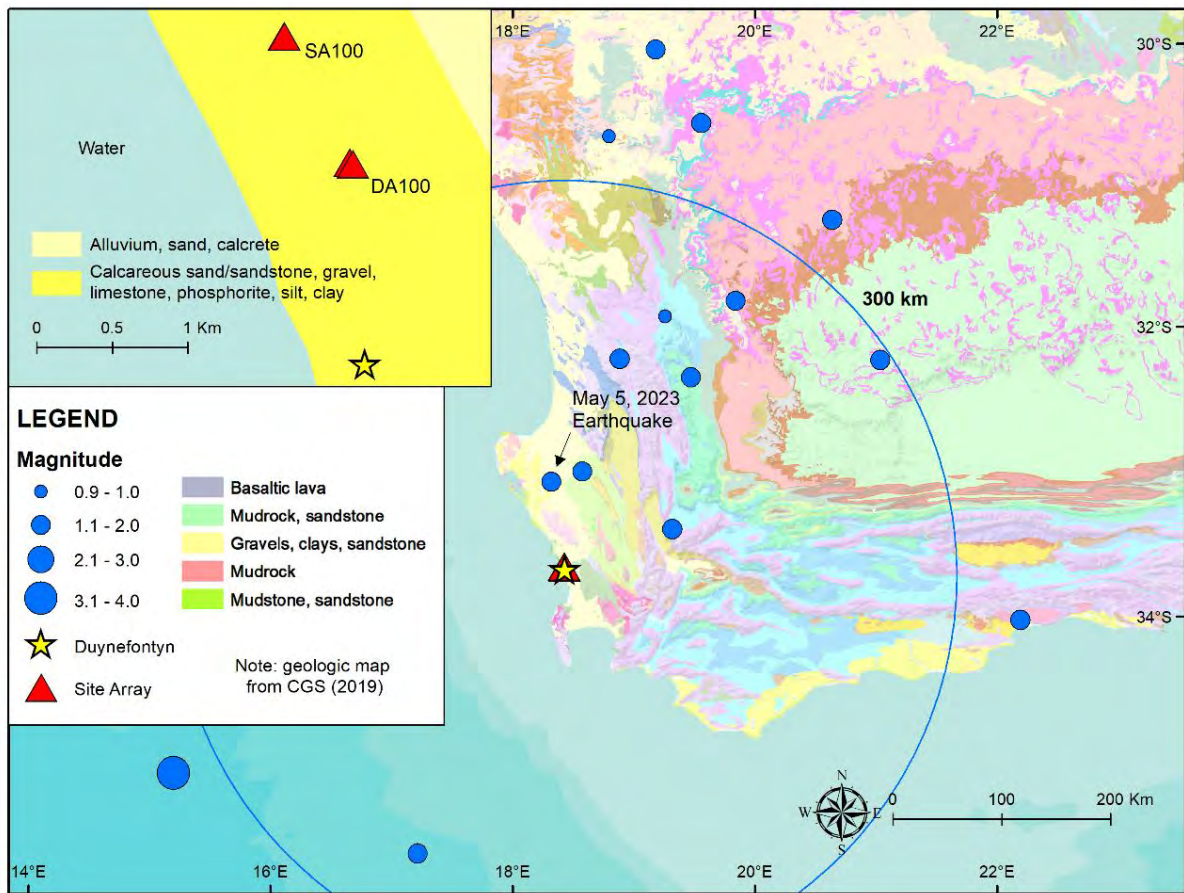 SA100
DA100
Water
Alluvium, sand, calcrete
Calcareous sand/sandstone, gravel,
limestone, phosphorite, silt, clay
0 0.5 1 Km
18°E 20°E 22°E
30°S
32°S
34°S
300 km
May 5, 2023
Earthquake
LEGEND
Magnitude
0.9 - 1.0
1.1 - 2.0
2.1 - 3.0
3.1 - 4.0
Duynefontyn
Site Array
Basaltic lava
Mudrock, sandstone
Gravels, clays, sandstone
Mudrock
Mudstone, sandstone
Note: geologic map
from CGS (2019)
N
W E
S
0 100 200 Km
14°E 16°E 18°E 20°E 22°E